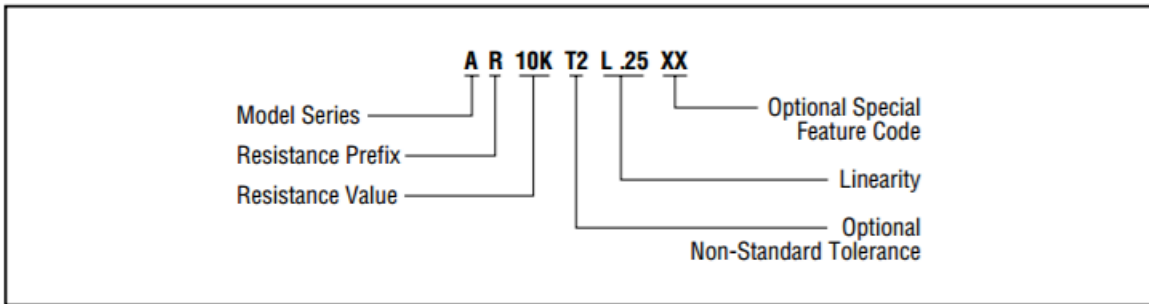 A R 10K T2 L .25 XX
Model Series
Resistance Prefix
Resistance Value
Optional Special
Feature Code
Linearity
Optional
Non-Standard Tolerance